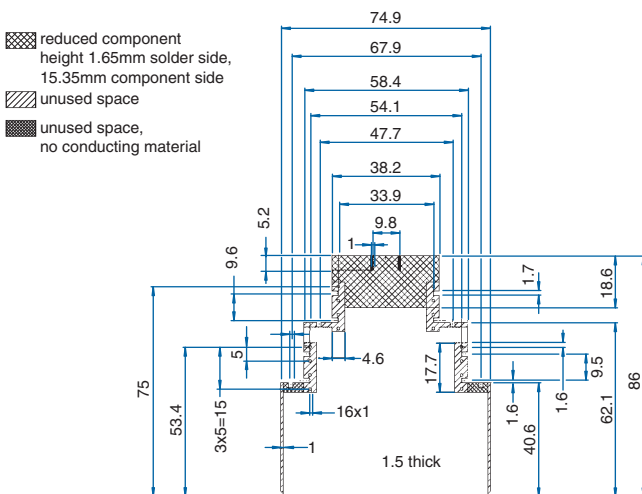 74.9
reduced component
height 1.65mm solder side,
15.35mm component side
67.9
58.4
unused space
54.1
unused space,
no conducting material
47.7
38.2
33.9
5.2
9.8
1
9.6
1.7
18.6
5
4.6
17.7
9.5
75
53.4
3x5=15
16x1
1.6
1.6
40.6
62.1
86
1
1.5 thick